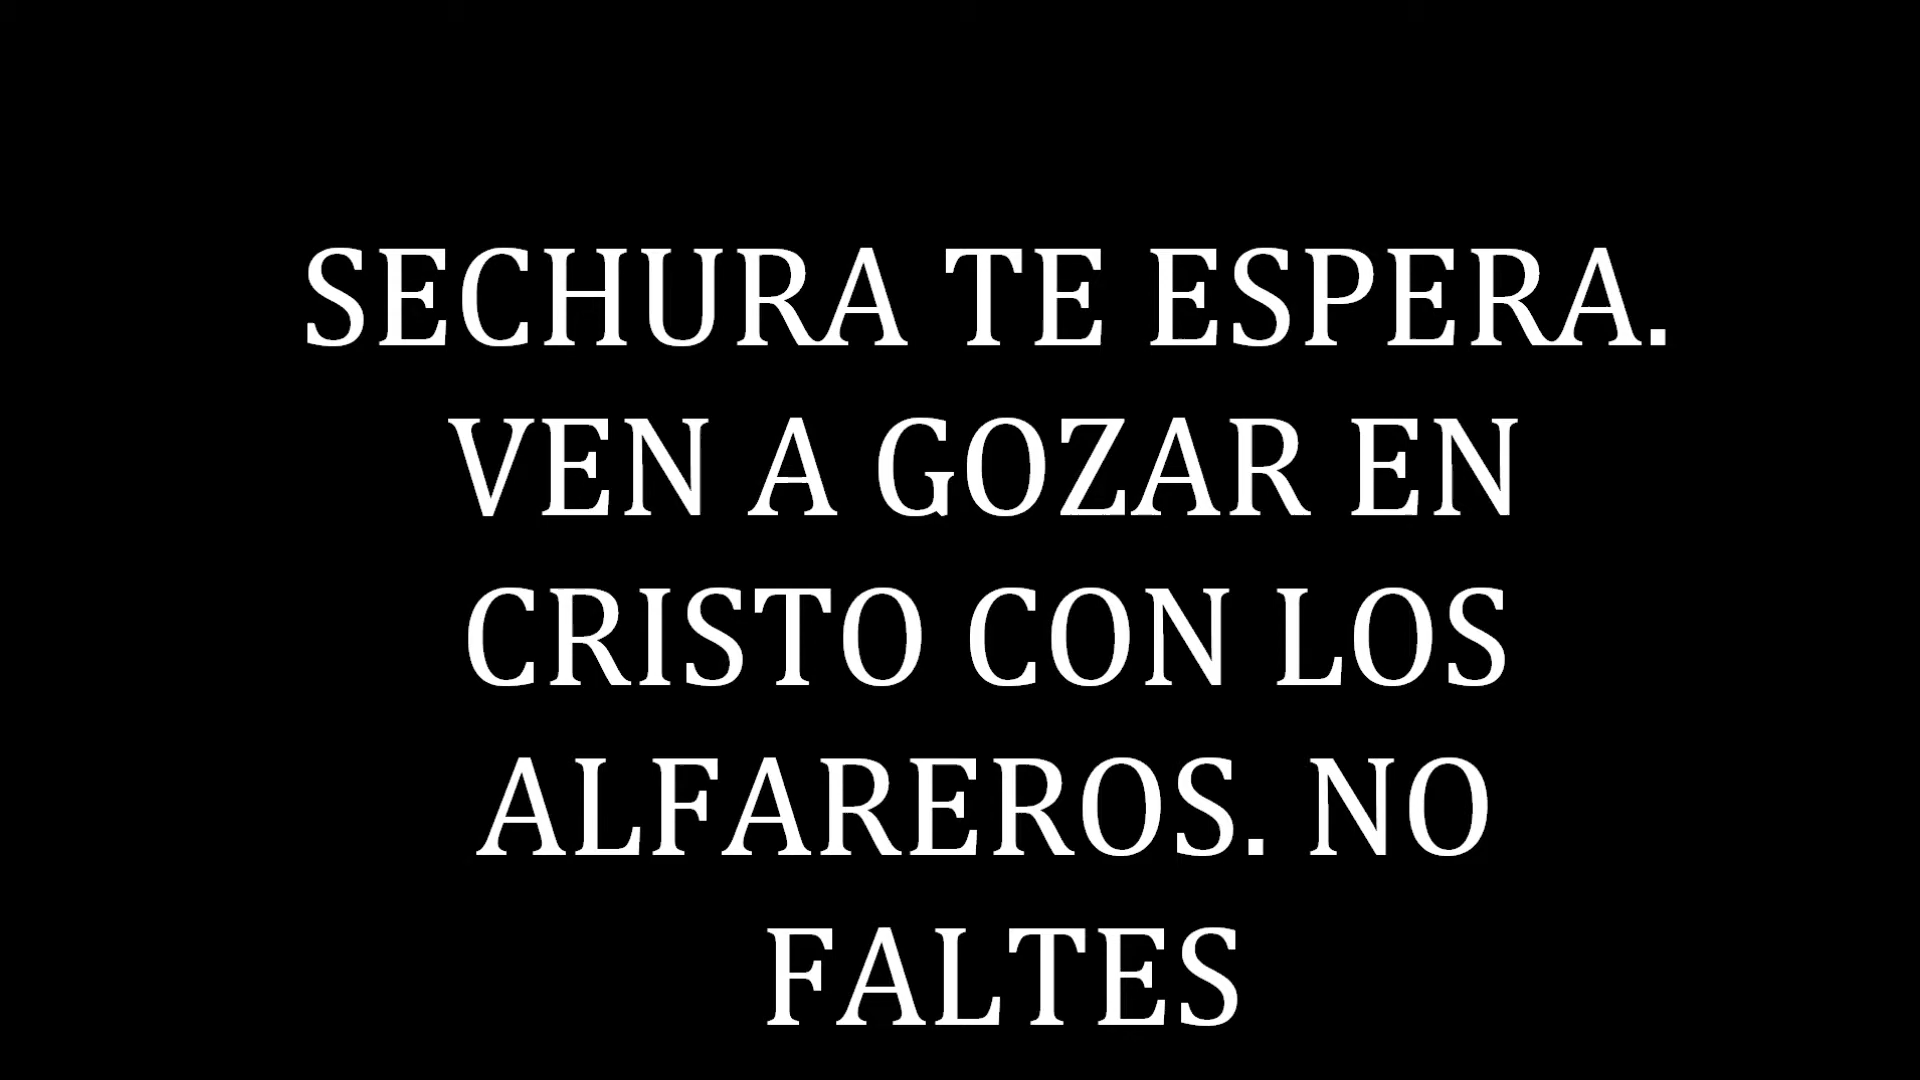 SECHURA TE ESPERA.
VEN A GOZAR EN
CRISTO CON LOS
ALFAREROS. NO
FALTES